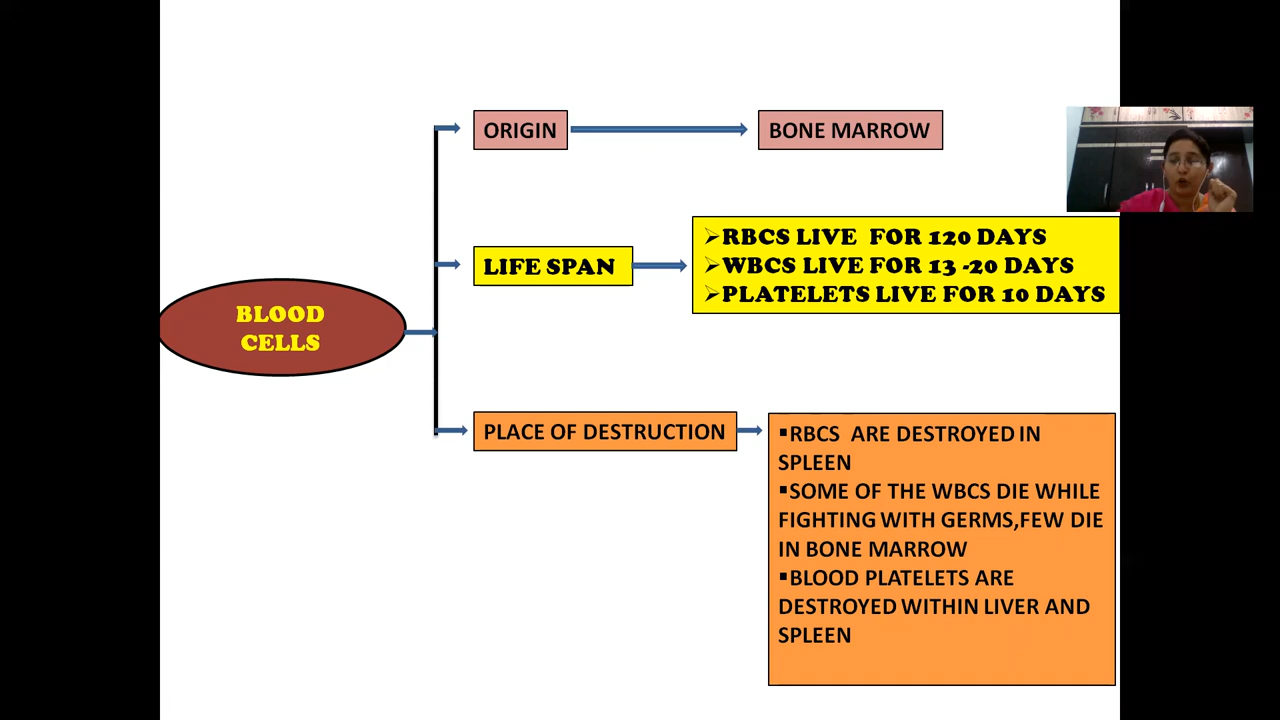 ORIGIN
BONE MARROW
LIFE SPAN
➢RBCS LIVE FOR 120 DAYS
➢WBCS LIVE FOR 13 -20 DAYS
➢PLATELETS LIVE FOR 10 DAYS
BLOOD
CELLS
PLACE OF DESTRUCTION
▪RBCS ARE DESTROYED IN
SPLEEN
▪SOME OF THE WBCS DIE WHILE
FIGHTING WITH GERMS,FEW DIE
IN BONE MARROW
▪BLOOD PLATELETS ARE
DESTROYED WITHIN LIVER AND
SPLEEN